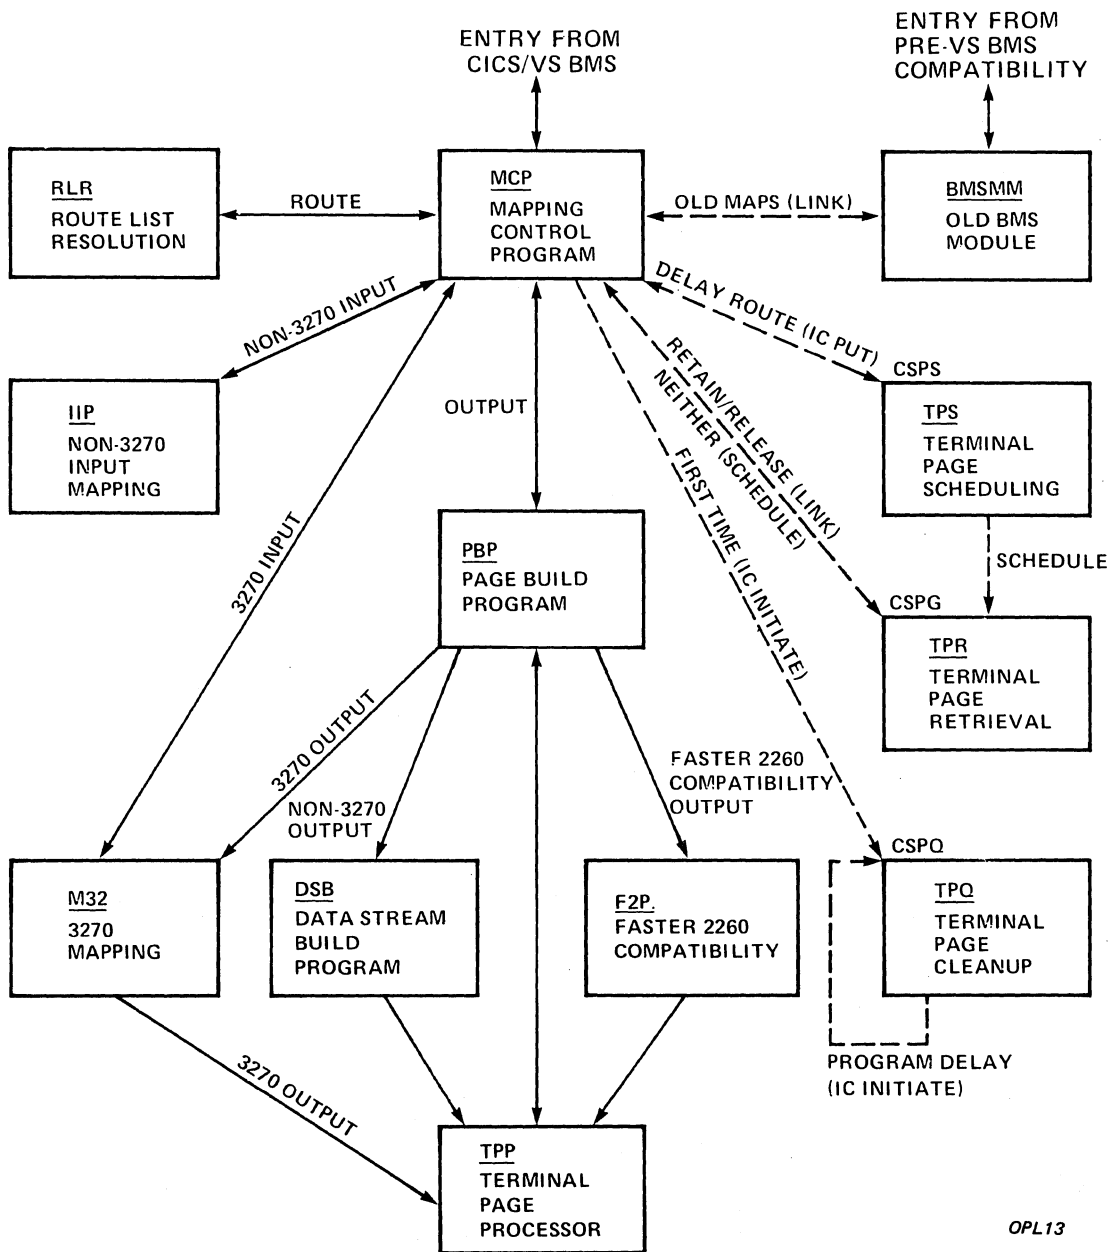 ENTRY FROM
CICS/VS BMS
ENTRY FROM
PRE-VS BMS
COMPATIBILITY
RLR
ROUTE LIST
RESOLUTION
ROUTE
MCP
MAPPING
CONTROL
PROGRAM
OLD MAPS (LINK)
BMSMM
OLD BMS
MODULE
NON-3270 INPUT
DELAY ROUTE (IC PUT)
IIP
NON-3270
INPUT
MAPPING
OUTPUT
RETAIN/RELEASE (LINK)
NEITHER (SCHEDULE)
FIRST TIME (IC INITIATE)
CSPS
TPS
TERMINAL
PAGE
SCHEDULING
3270 INPUT
PBP
PAGE BUILD
PROGRAM
SCHEDULE
CSPG
TPR
TERMINAL
PAGE
RETRIEVAL
3270 OUTPUT
NON-3270
OUTPUT
FASTER 2260
COMPATIBILITY
OUTPUT
M32
3270
MAPPING
DSB
DATA STREAM
BUILD
PROGRAM
F2P.
FASTER 2260
COMPATIBILITY
CSPQ
TPQ
TERMINAL
PAGE
CLEANUP
PROGRAM DELAY
(IC INITIATE)
3270 OUTPUT
TPP
TERMINAL
PAGE
PROCESSOR
OPL13